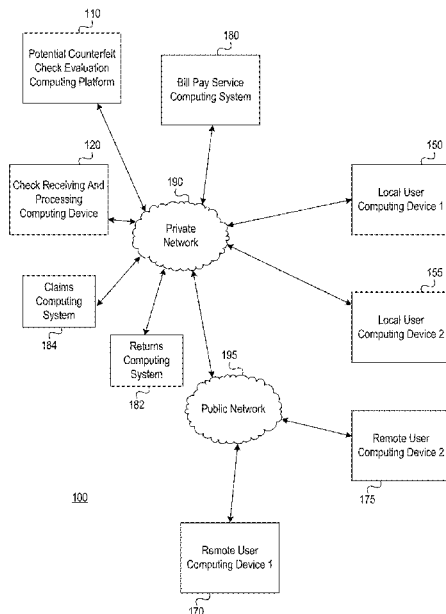 110
Potential Counterfeit
Check Evaluation
Computing Platform
180
Bill Pay Service
Computing System
120
Check Receiving And
Processing Computing
Device
190
Private
Network
150
Local User
Computing Device 1
155
Local User
Computing Device 2
Claims
Computing
System
184
Returns
Computing
System
182
195
Public Network
Remote User
Computing Device 2
175
100
Remote User
Computing Device 1
170